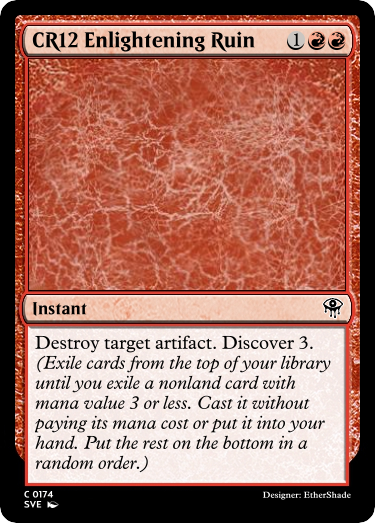 CR12 Enlightening Ruin 1
Instant
Destroy target artifact. Discover 3.
(Exile cards from the top of your library
until you exile a nonland card with
mana value 3 or less. Cast it without
paying its mana cost or put it into your
hand. Put the rest on the bottom in a
random order.)
C 0174
SVE
Designer: EtherShade